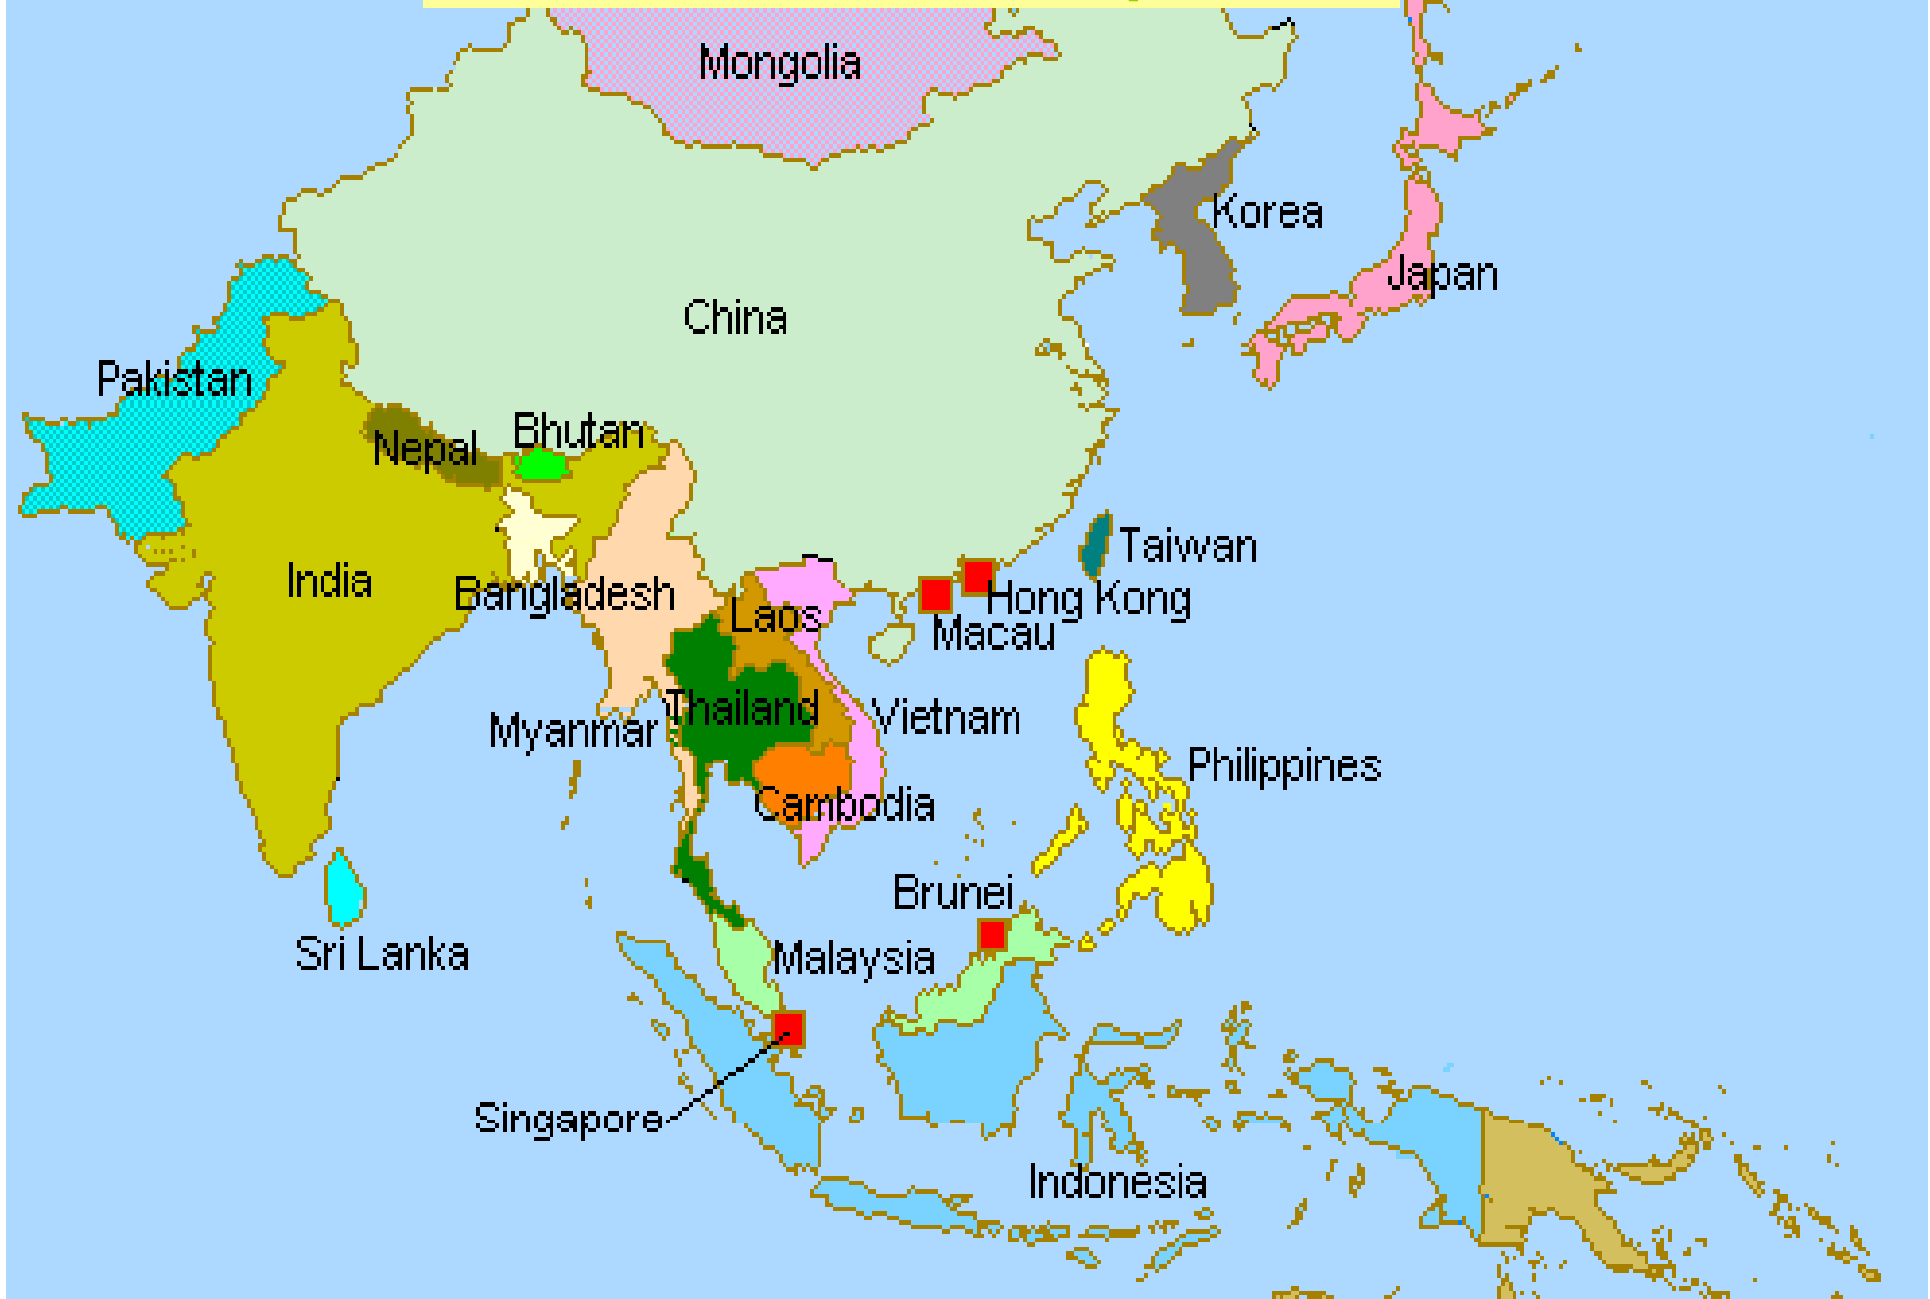 Mongolia
Korea
Japan
China
Pakistan
Bhutan
Nepal
Taiwan
India
Bangladesh
Hong Kong
Laos
Macau
Thailand
Vietnam
Myanmar
Philippines
Cambodia
Brunei
Sri Lanka
Malaysia
Singapore
Indonesia